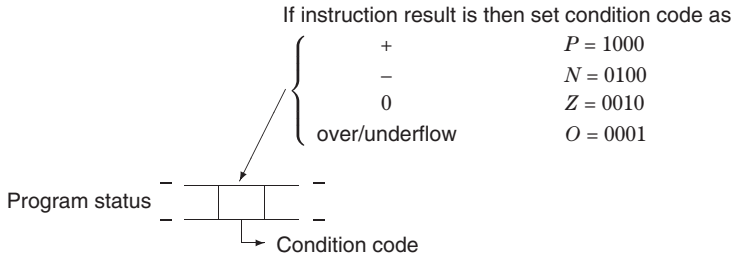 If instruction result is then set condition code as
+ P = 1000
– N = 0100
0 Z = 0010
over/underflow O = 0001
Program status
Condition code